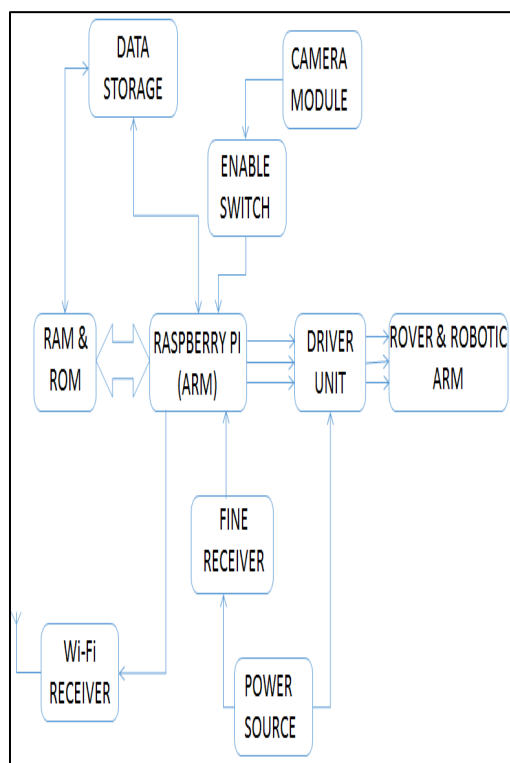 DATA
STORAGE
CAMERA
MODULE
ENABLE
SWITCH
RAM &
ROM
RASPBERRY PI
(ARM)
DRIVER
UNIT
ROVER & ROBOTIC
ARM
FINE
RECEIVER
Wi-Fi
RECEIVER
POWER
SOURCE